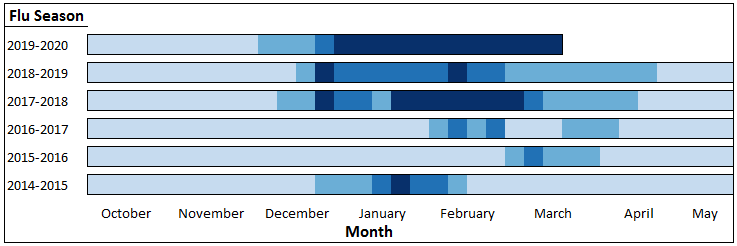 Flu Season
2019-2020
2018-2019
2017-2018
2016-2017
2015-2016
2014-2015
October November December January February March April May
Month